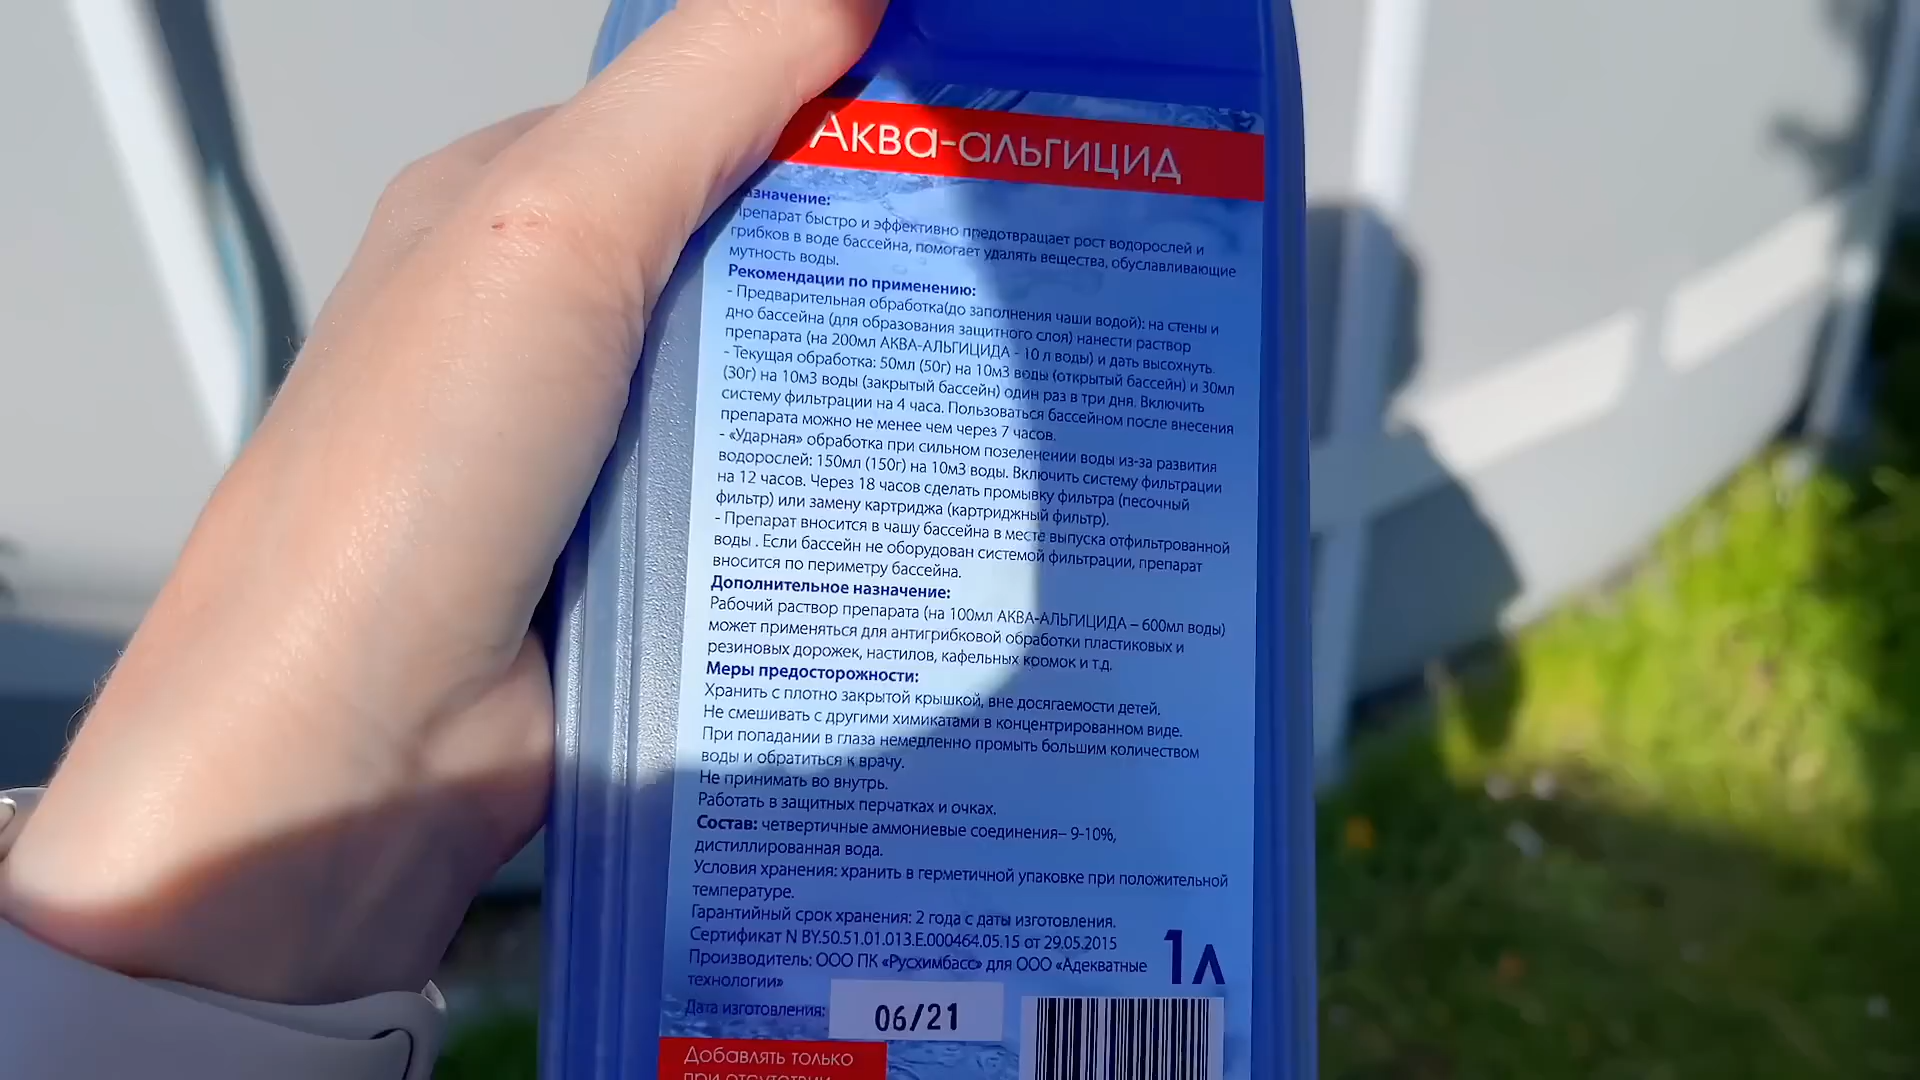 Аква-альгицид
Назначение:
Препарат быстро и эффективно предотвращает рост водорослей и
грибков в воде бассейна, помогает удалять вещества, обуславливающие
мутность воды.
Рекомендации по применению:
- Предварительная обработка(до заполнения чаши водой): на стены и
дно бассейна (для образования защитного слоя) нанести раствор
препарата (на 200мл АКВА-АЛЬГИЦИДА - 10 л воды) и дать высохнуть.
- Текущая обработка: 50мл (50г) на 10м3 воды (открытый бассейн) и 30мл
(30г) на 10м3 воды (закрытый бассейн) один раз в три дня. Включить
систему фильтрации на 4 часа. Пользоваться бассейном после внесения
препарата можно не менее чем через 7 часов.
- «Ударная» обработка при сильном позеленении воды из-за развития
водорослей: 150мл (150г) на 10м3 воды. Включить систему фильтрации
на 12 часов. Через 18 часов сделать промывку фильтра (песочный
фильтр) или замену картриджа (картриджный фильтр).
- Препарат вносится в чашу бассейна в месте выпуска отфильтрованной
воды . Если бассейн не оборудован системой фильтрации, препарат
вносится по периметру бассейна.
Дополнительное назначение:
Рабочий раствор препарата (на 100мл АКВА-АЛЬГИЦИДА – 600мл воды)
может применяться для антигрибковой обработки пластиковых и
резиновых дорожек, настилов, кафельных кромок и т.д.
Меры предосторожности:
Хранить с плотно закрытой крышкой, вне досягаемости детей.
Не смешивать с другими химикатами в концентрированном виде.
При попадании в глаза немедленно промыть большим количеством
воды и обратиться к врачу.
Не принимать во внутрь.
Работать в защитных перчатках и очках.
Состав: четвертичные аммониевые соединения– 9-10%,
дистиллированная вода.
Условия хранения: хранить в герметичной упаковке при положительной
температуре.
Гарантийный срок хранения: 2 года с даты изготовления.
Сертификат N BY.50.51.01.013.E.000464.05.15 от 29.05.2015
Производитель: ООО ПК «Русхимбасс» для ООО «Адекватные
технологии»
1л
Дата изготовления: 06/21
Добавлять только
при отсутствии